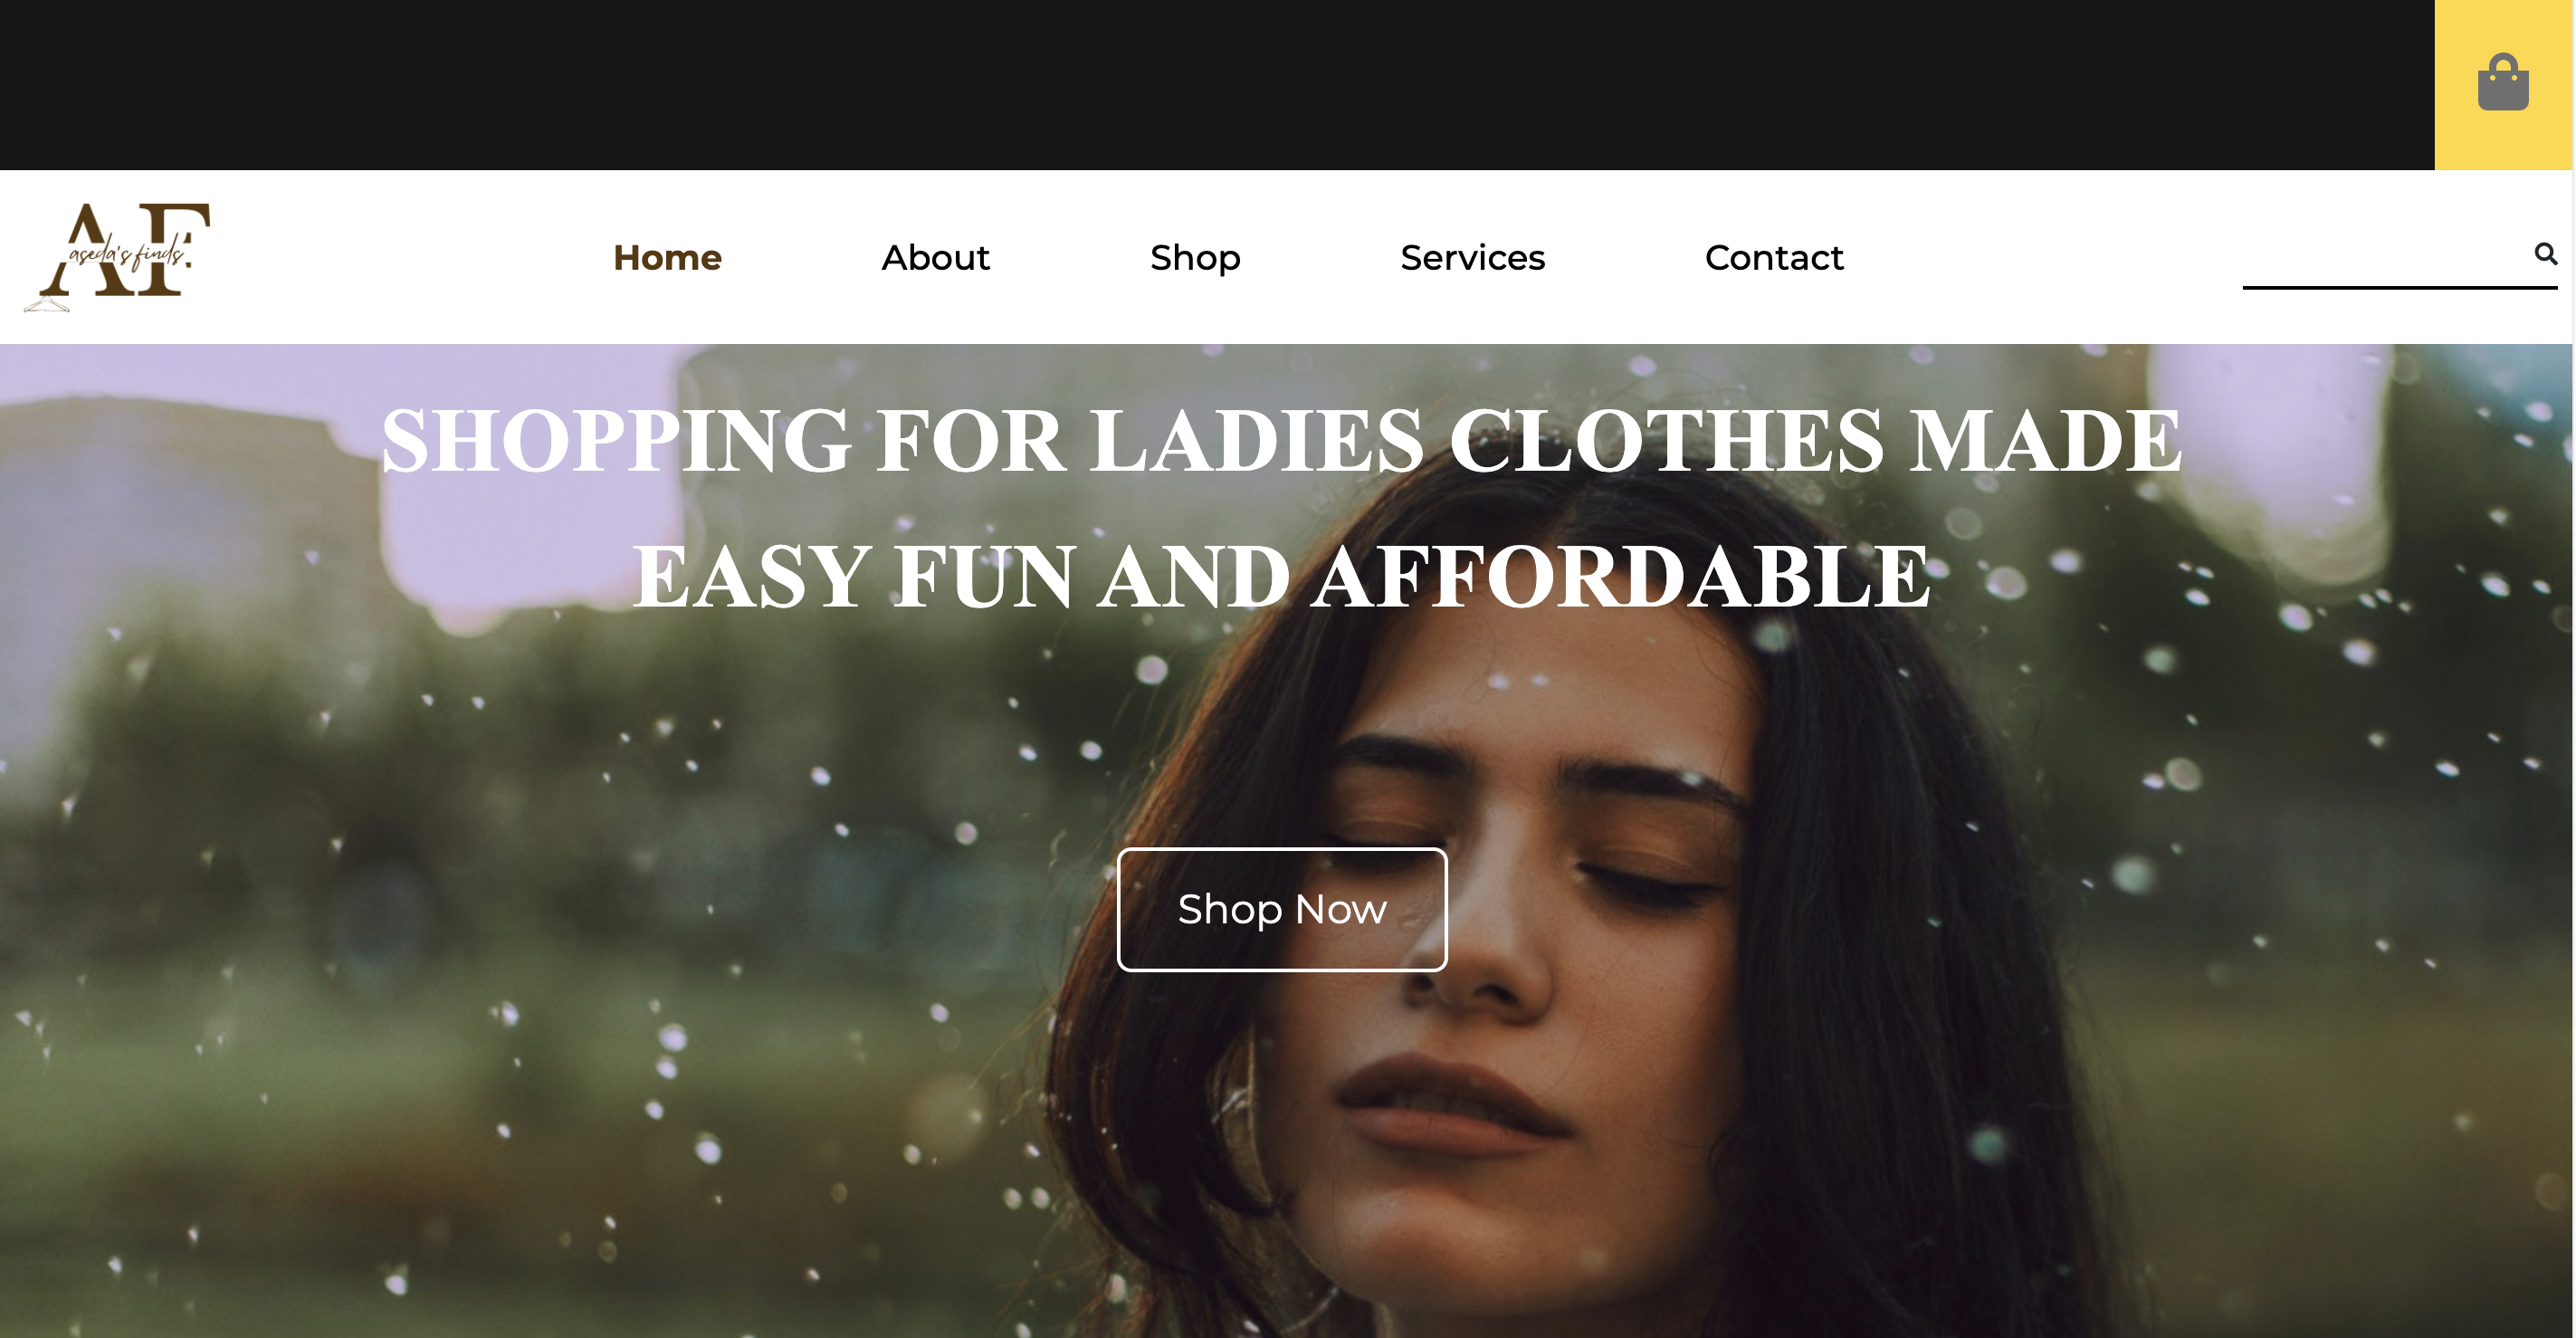 AF
aseda's finds.
Home
About
Shop
Services
Contact
SHOPPING FOR LADIES CLOTHES MADE
EASY FUN AND AFFORDABLE
Shop Now